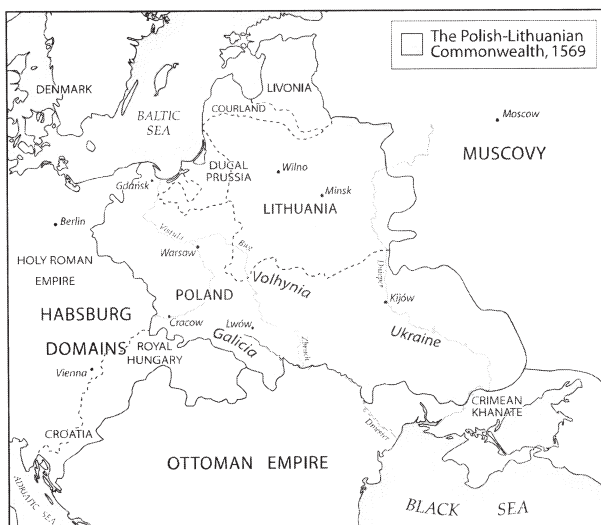 The Polish-Lithuanian
Commonwealth, 1569
DENMARK
LIVONIA
COURLAND
BALTIC
SEA
Moscow
MUSCOVY
DUCAL
PRUSSIA
Wilno
Gdańsk
Minsk
LITHUANIA
Berlin
Vistula
Warsaw
Bug
HOLY ROMAN
EMPIRE
Volhynia
Dnieper
POLAND
Kijów
HABSBURG
DOMAINS
Cracow
Lwów
Galicia
Ukraine
ROYAL
HUNGARY
Vienna
CRIMEAN
KHANATE
CROATIA
OTTOMAN EMPIRE
ADRIATIC SEA
BLACK SEA